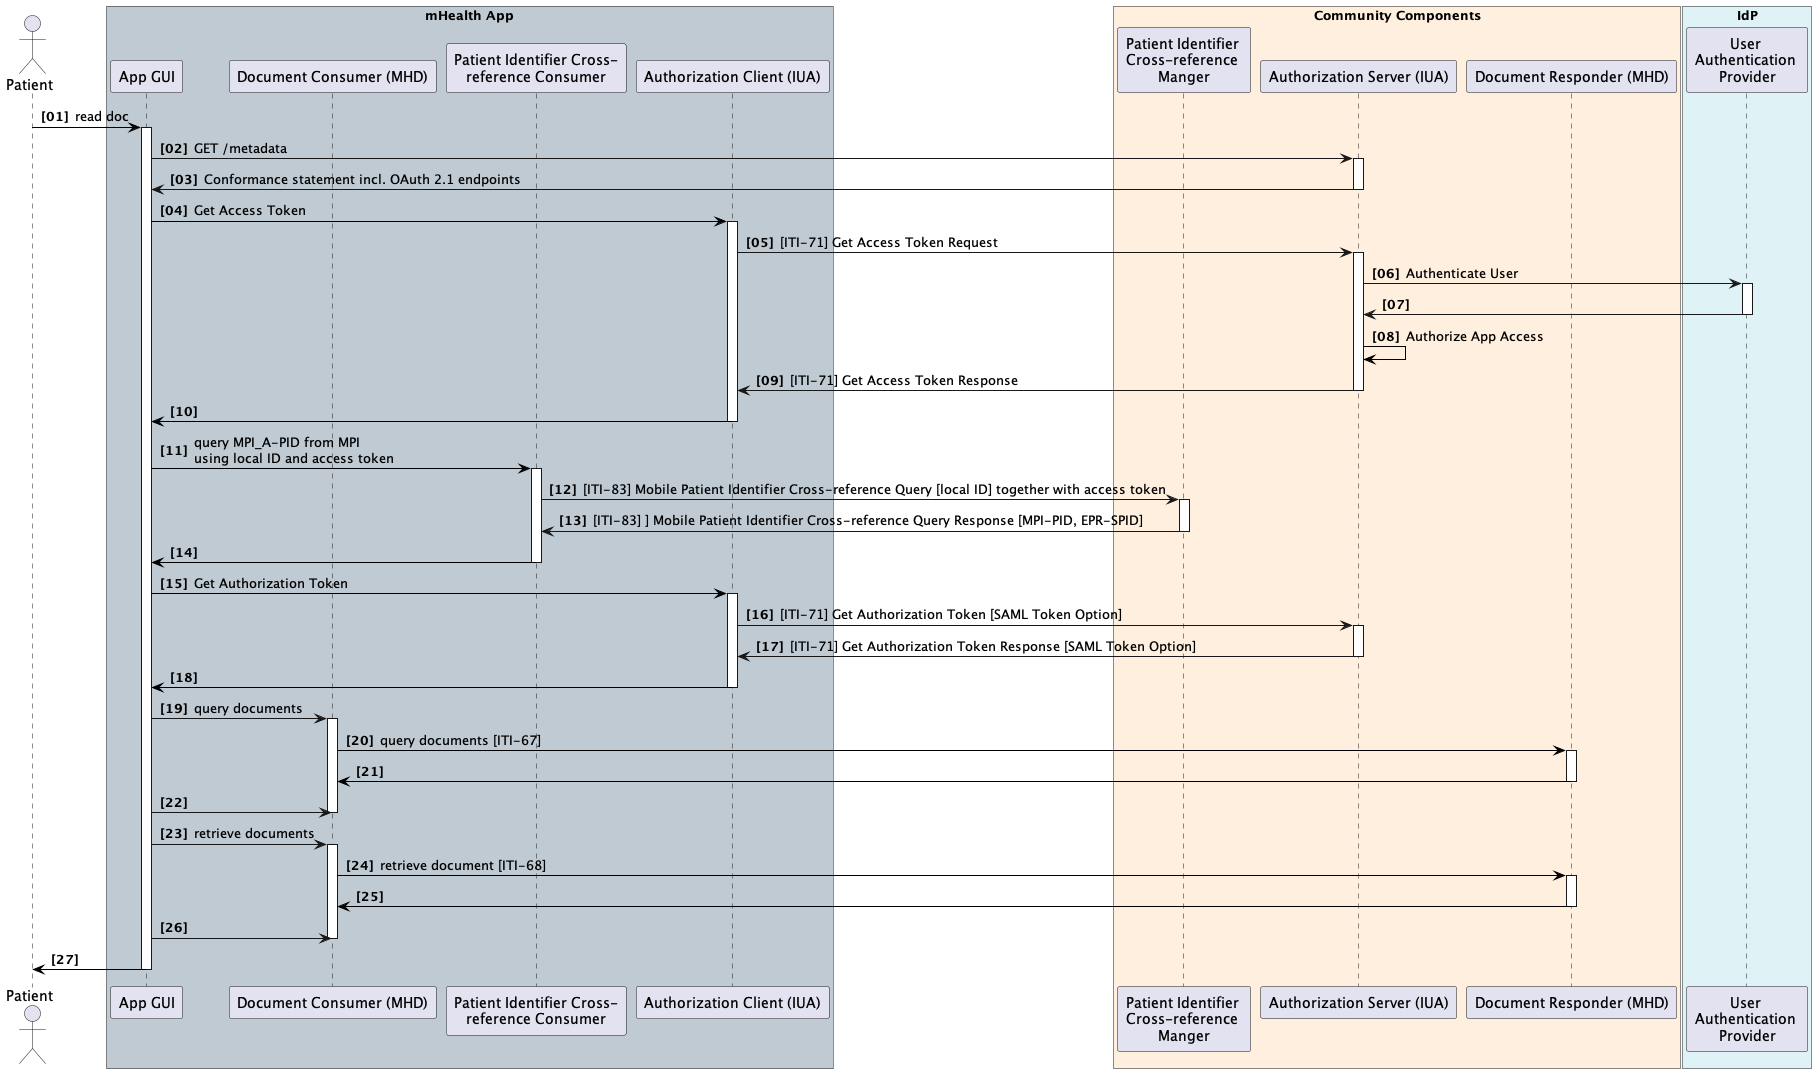 mHealth App
Community Components
IdP
Patient
App GUI
Document Consumer (MHD)
Patient Identifier Cross-
reference Consumer
Authorization Client (IUA)
Patient Identifier
Cross-reference
Manger
Authorization Server (IUA)
Document Responder (MHD)
User
Authentication
Provider
[01] read doc
[02] GET /metadata
[03] Conformance statement incl. OAuth 2.1 endpoints
[04] Get Access Token
[05] [ITI-71] Get Access Token Request
[06] Authenticate User
[07]
[08] Authorize App Access
[09] [ITI-71] Get Access Token Response
[10]
[11] query MPI_A-PID from MPI
using local ID and access token
[12] [ITI-83] Mobile Patient Identifier Cross-reference Query [local ID] together with access token
[13] [ITI-83] ] Mobile Patient Identifier Cross-reference Query Response [MPI-PID, EPR-SPID]
[14]
[15] Get Authorization Token
[16] [ITI-71] Get Authorization Token [SAML Token Option]
[17] [ITI-71] Get Authorization Token Response [SAML Token Option]
[18]
[19] query documents
[20] query documents [ITI-67]
[21]
[22]
[23] retrieve documents
[24] retrieve document [ITI-68]
[25]
[26]
[27]
Patient
App GUI
Document Consumer (MHD)
Patient Identifier Cross-
reference Consumer
Authorization Client (IUA)
Patient Identifier
Cross-reference
Manger
Authorization Server (IUA)
Document Responder (MHD)
User
Authentication
Provider